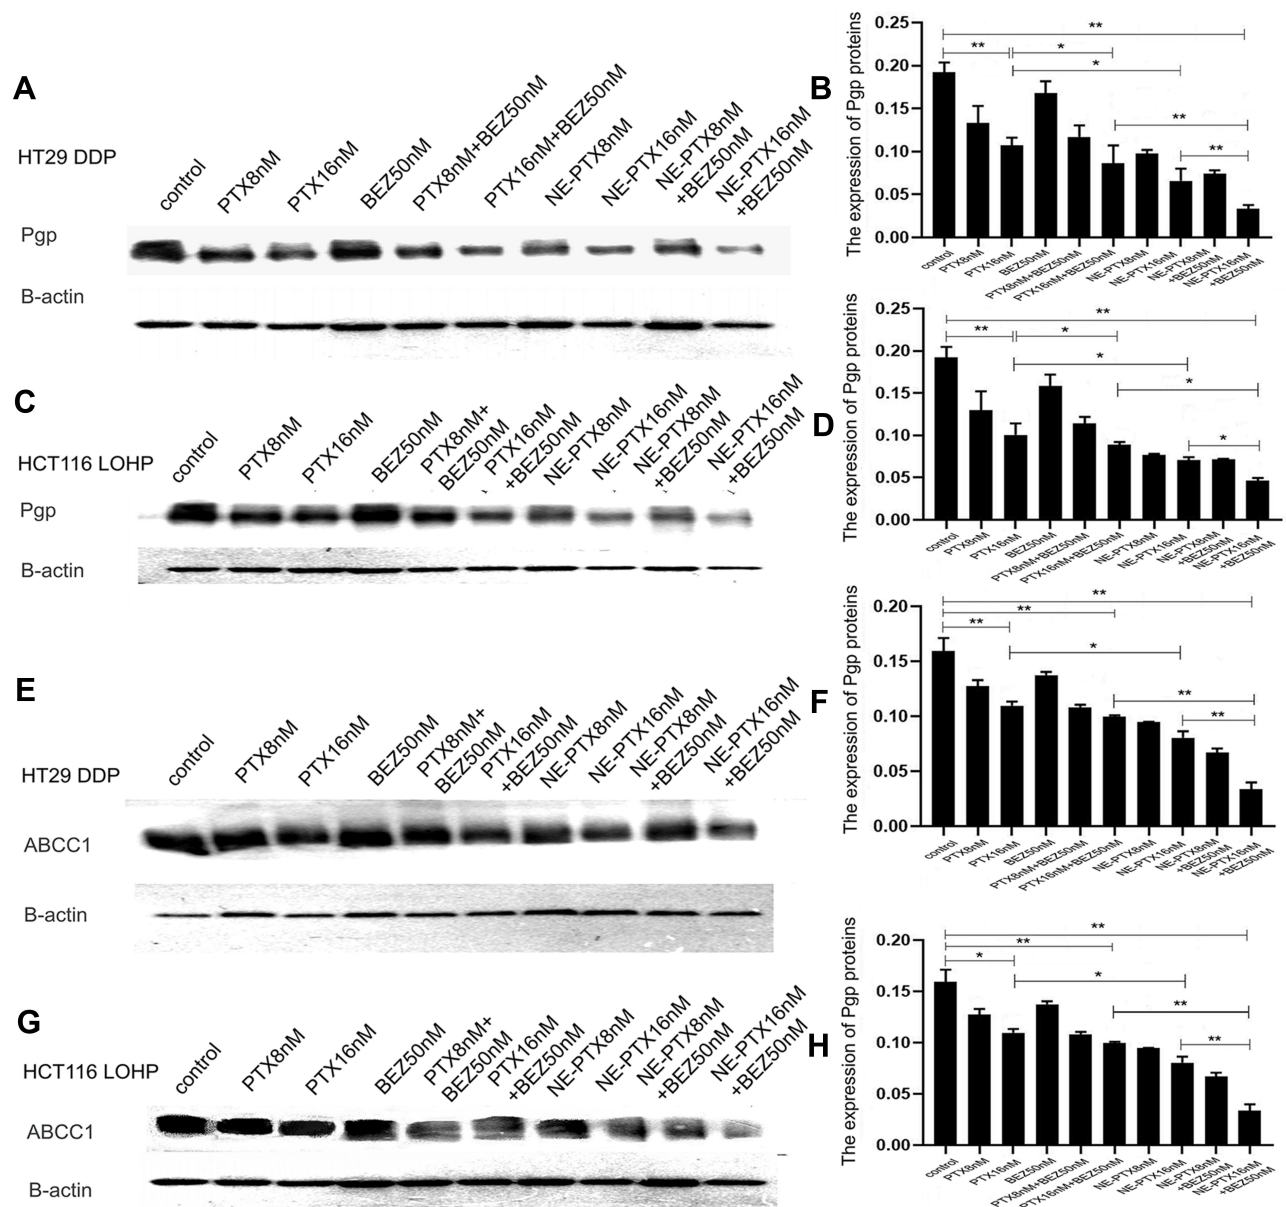 A
HT29 DDP
control
PTX8nM
PTX16nM
BEZ50nM
PTX8nM+BEZ50nM
PTX16nM+BEZ50nM
NE-PTX8nM
NE-PTX16nM
NE-PTX8nM
+BEZ50nM
NE-PTX16nM
+BEZ50nM
Pgp
B-actin
B
The expression of Pgp proteins
0.25
0.20
0.15
0.10
0.05
0.00
**
**
*
*
**
**
control
PTX8nM
PTX16nM
BEZ50nM
PTX8nM+BEZ50nM
PTX16nM+BEZ50nM
NE-PTX8nM
NE-PTX16nM
NE-PTX8nM
+BEZ50nM
NE-PTX16nM
+BEZ50nM
C
HCT116 LOHP
control
PTX8nM
PTX16nM
BEZ50nM
PTX8nM+
BEZ50nM
PTX16nM
+BEZ50nM
NE-PTX8nM
NE-PTX16nM
NE-PTX8nM
+BEZ50nM
NE-PTX16nM
+BEZ50nM
Pgp
B-actin
D
The expression of Pgp proteins
0.25
0.20
0.15
0.10
0.05
0.00
**
**
*
*
*
*
control
PTX8nM
PTX16nM
BEZ50nM
PTX8nM+BEZ50nM
PTX16nM+BEZ50nM
NE-PTX8nM
NE-PTX16nM
NE-PTX8nM
+BEZ50nM
NE-PTX16nM
+BEZ50nM
E
HT29 DDP
control
PTX8nM
PTX16nM
BEZ50nM
PTX8nM+
BEZ50nM
PTX16nM
+BEZ50nM
NE-PTX8nM
NE-PTX16nM
NE-PTX8nM
+BEZ50nM
NE-PTX16nM
+BEZ50nM
ABCC1
B-actin
F
The expression of Pgp proteins
0.20
0.15
0.10
0.05
0.00
**
**
**
*
**
**
control
PTX8nM
PTX16nM
BEZ50nM
PTX8nM+BEZ50nM
PTX16nM+BEZ50nM
NE-PTX8nM
NE-PTX16nM
NE-PTX8nM
+BEZ50nM
NE-PTX16nM
+BEZ50nM
G
HCT116 LOHP
control
PTX8nM
PTX16nM
BEZ50nM
PTX8nM+
BEZ50nM
PTX16nM
+BEZ50nM
NE-PTX8nM
NE-PTX16nM
NE-PTX8nM
+BEZ50nM
NE-PTX16nM
+BEZ50nM
ABCC1
B-actin
H
The expression of Pgp proteins
0.20
0.15
0.10
0.05
0.00
**
**
*
*
**
**
control
PTX8nM
PTX16nM
BEZ50nM
PTX8nM+BEZ50nM
PTX16nM+BEZ50nM
NE-PTX8nM
NE-PTX16nM
NE-PTX8nM
+BEZ50nM
NE-PTX16nM
+BEZ50nM